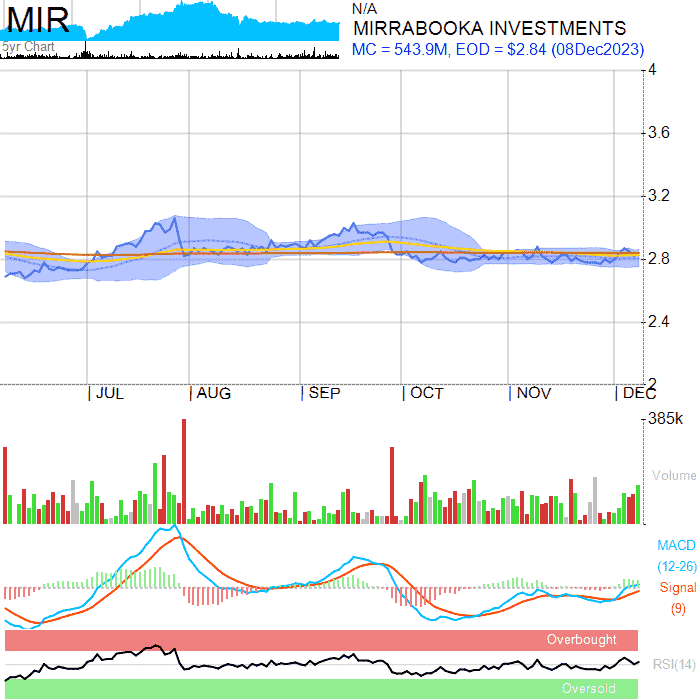 MIR
5yr Chart
N/A
MIRRABOOKA INVESTMENTS
MC = 543.9M, EOD = $2.84 (08Dec2023)
4
3.6
3.2
2.8
2.4
2
JUL AUG SEP OCT NOV DEC
385k
Volume
MACD
(12-26)
Signal
(9)
Overbought
RSI(14)
Oversold